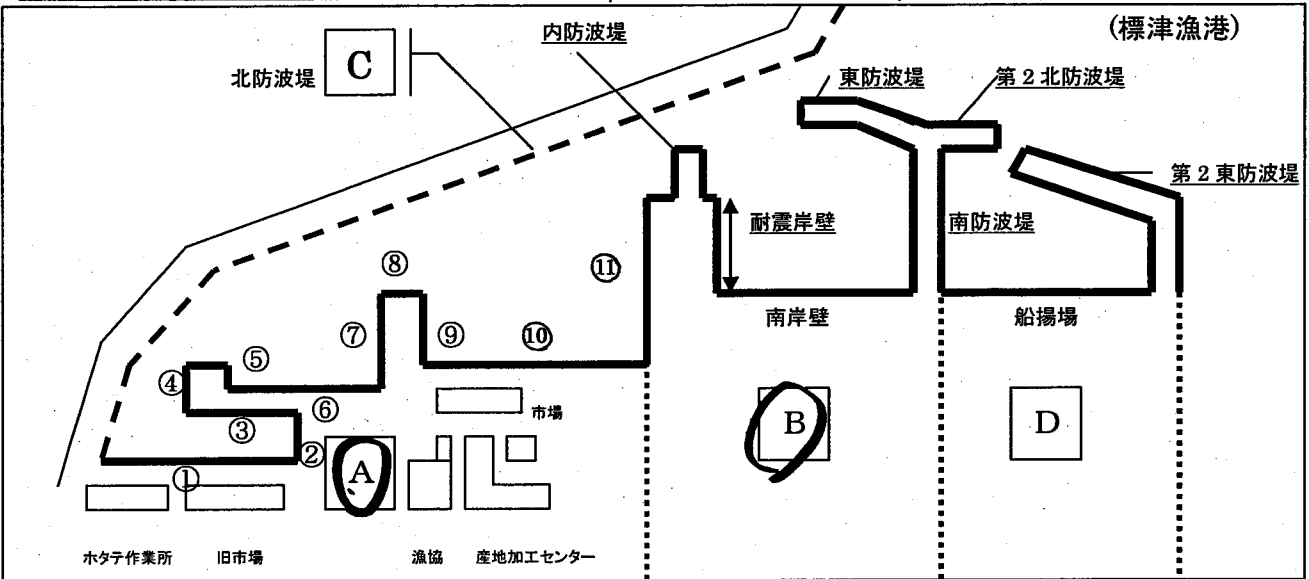 (標津漁港)
内防波堤
東防波堤
第2北防波堤
北防波堤
C
第2東防波堤
耐震岸壁
南防波堤
⑧
⑪
南岸壁
船揚場
⑦
⑨
⑩
⑤
④
⑥
市場
③
B
D
②
A
①
ホタテ作業所
旧市場
漁協
産地加工センター